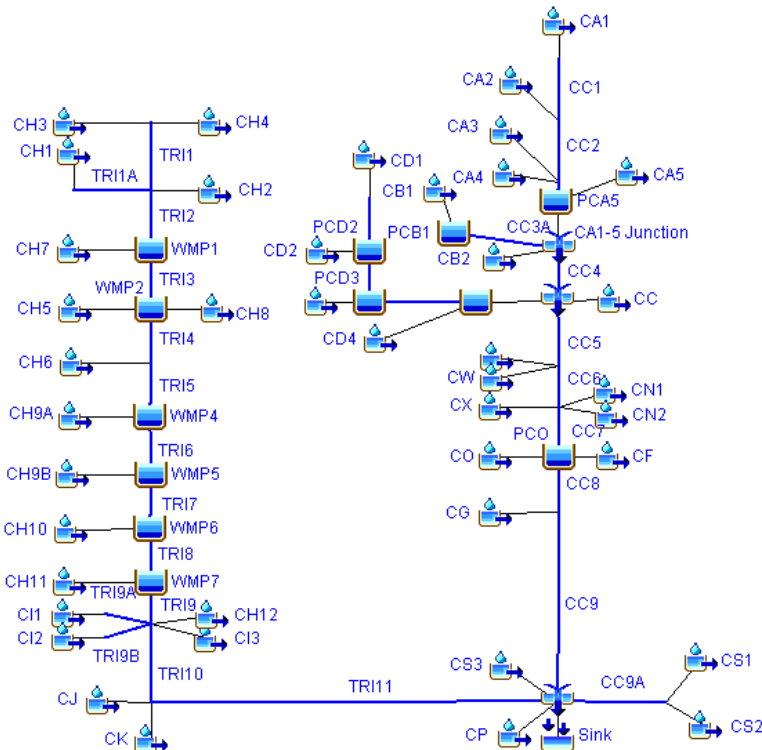 CA1
CA2
CC1
CH3
CH4
CA3
CH1
TRI1
CC2
CD1
TRI1A
CB1
CA4
CA5
CH2
PCA5
TRI2
PCD2
PCB1
CC3A
CA1-5 Junction
CH7
WMP1
CD2
CB2
TRI3
PCD3
CC4
WMP2
CH5
CH8
CC
TRI4
CD4
CC5
CH6
CW
CC6
TRI5
CN1
CX
CH9A
WMP4
CN2
PCO
CC7
TRI6
CO
CF
CH9B
WMP5
CC8
TRI7
CG
CH10
WMP6
TRI8
CH11
WMP7
TRI9A
TRI9
CC9
CI1
CH12
CI2
CI3
TRI9B
CS3
CS1
TRI10
TRI11
CC9A
CJ
CK
CP
Sink
CS2